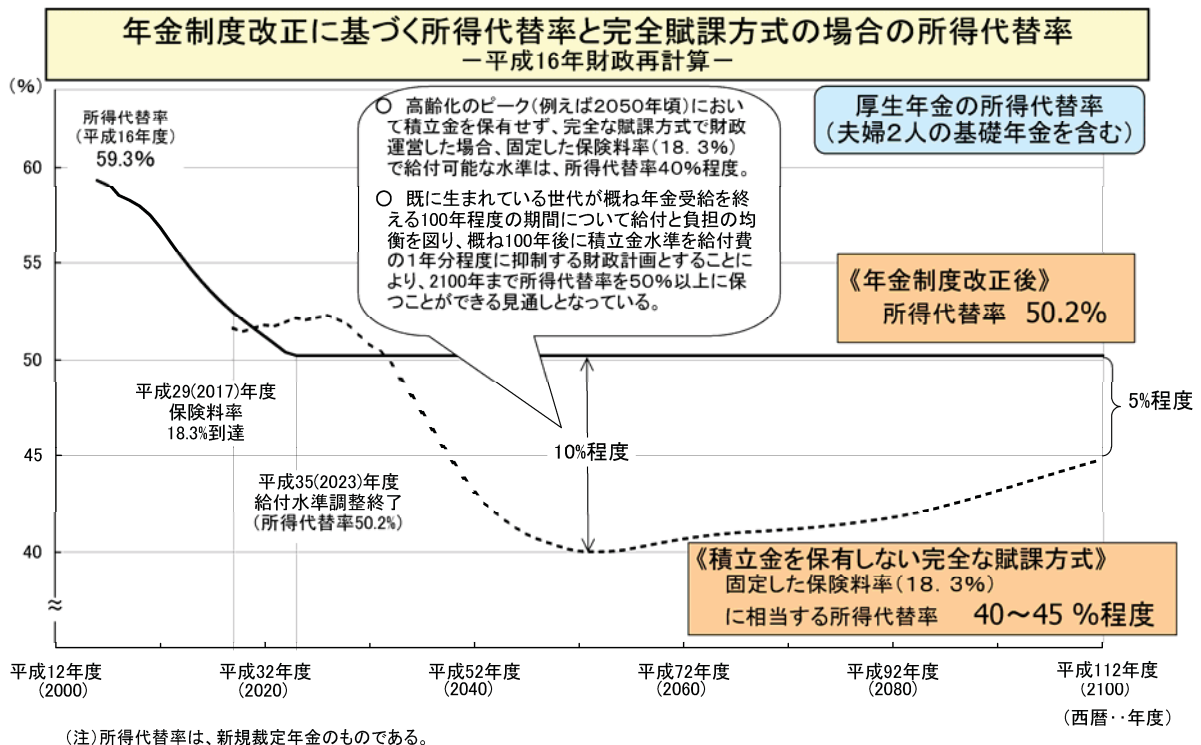 年金制度改正に基づく所得代替率と完全賦課方式の場合の所得代替率
－平成16年財政再計算－
(%)
所得代替率
(平成16年度)
59.3%
○　高齢化のピーク(例えば2050年頃)におい
て積立金を保有せず、完全な賦課方式で財政
運営した場合、固定した保険料率(18．3%)
で給付可能な水準は、所得代替率40%程度。
○　既に生まれている世代が概ね年金受給を終
える100年程度の期間について給付と負担の均
衡を図り、概ね100年後に積立金水準を給付費
の1年分程度に抑制する財政計画とすることに
より、2100年まで所得代替率を50%以上に保
つことができる見通しとなっている。
厚生年金の所得代替率
(夫婦2人の基礎年金を含む)
60
55
50
45
40
≈
《年金制度改正後》
所得代替率　50.2%
平成29(2017)年度
保険料率
18.3%到達
平成35(2023)年度
給付水準調整終了
(所得代替率50.2%)
10%程度
5%程度
《積立金を保有しない完全な賦課方式》
固定した保険料率(18．3%)
に相当する所得代替率　40～45 %程度
平成12年度
(2000)
平成32年度
(2020)
平成52年度
(2040)
平成72年度
(2060)
平成92年度
(2080)
平成112年度
(2100)
(西暦‥年度)
(注)所得代替率は、新規裁定年金のものである。